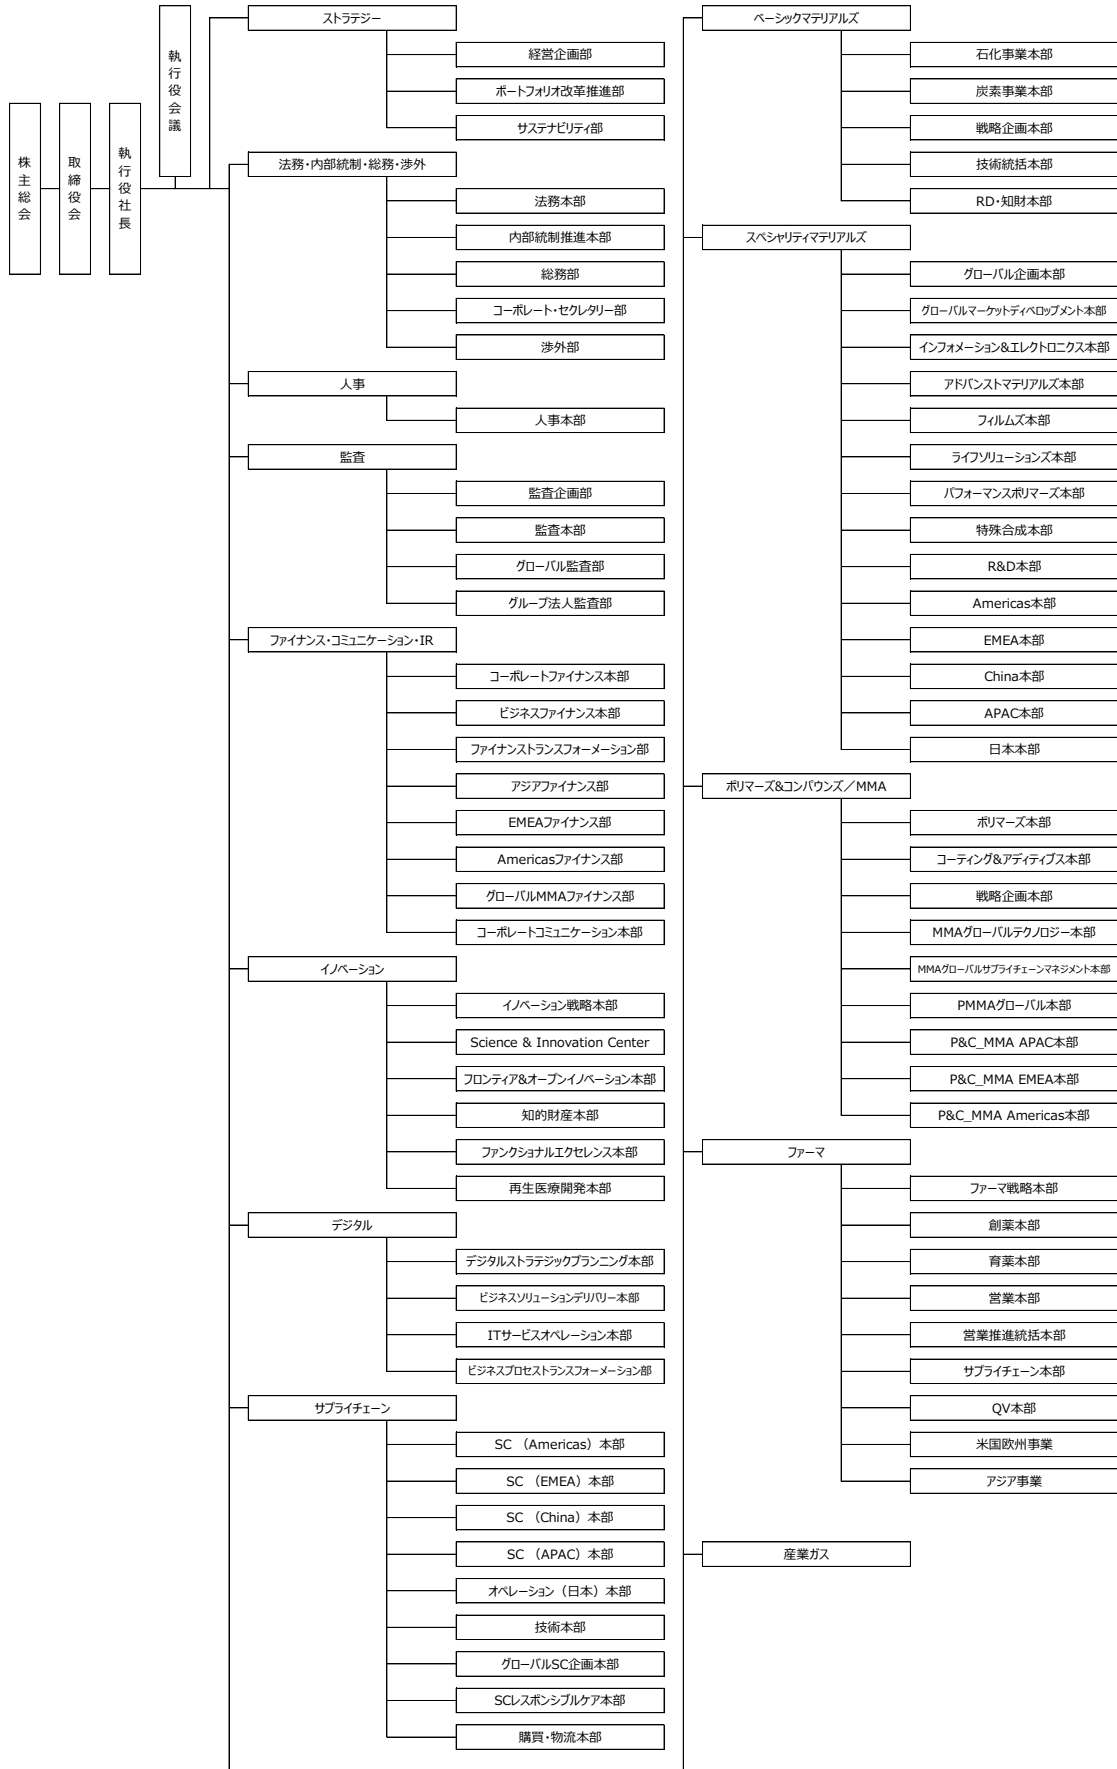 株主総会
取締役会
執行役社長
執行役会議
ストラテジー
経営企画部
ポートフォリオ改革推進部
サステナビリティ部
法務・内部統制・総務・渉外
法務本部
内部統制推進本部
総務部
コーポレート・セクレタリー部
渉外部
人事
人事本部
監査
監査企画部
監査本部
グローバル監査部
グループ法人監査部
ファイナンス・コミュニケーション・IR
コーポレートファイナンス本部
ビジネスファイナンス本部
ファイナンストランスフォーメーション部
アジアファイナンス部
EMEAファイナンス部
Americasファイナンス部
グローバルMMAファイナンス部
コーポレートコミュニケーション本部
イノベーション
イノベーション戦略本部
Science & Innovation Center
フロンティア&オープンイノベーション本部
知的財産本部
ファンクショナルエクセレンス本部
再生医療開発本部
デジタル
デジタルストラテジックプランニング本部
ビジネスソリューションデリバリー本部
ITサービスオペレーション本部
ビジネスプロセストランスフォーメーション部
サプライチェーン
SC （Americas）本部
SC （EMEA）本部
SC （China）本部
SC （APAC）本部
オペレーション（日本）本部
技術本部
グローバルSC企画本部
SCレスポンシブルケア本部
購買・物流本部
ベーシックマテリアルズ
石化事業本部
炭素事業本部
戦略企画本部
技術統括本部
RD・知財本部
スペシャリティマテリアルズ
グローバル企画本部
グローバルマーケットディベロップメント本部
インフォメーション&エレクトロニクス本部
アドバンストマテリアルズ本部
フィルムズ本部
ライフソリューションズ本部
パフォーマンスポリマーズ本部
特殊合成本部
R&D本部
Americas本部
EMEA本部
China本部
APAC本部
日本本部
ポリマーズ&コンパウンズ／MMA
ポリマーズ本部
コーティング&アディティブス本部
戦略企画本部
MMAグローバルテクノロジー本部
MMAグローバルサプライチェーンマネジメント本部
PMMAグローバル本部
P&C_MMA APAC本部
P&C_MMA EMEA本部
P&C_MMA Americas本部
ファーマ
ファーマ戦略本部
創薬本部
育薬本部
営業本部
営業推進統括本部
サプライチェーン本部
QV本部
米国欧州事業
アジア事業
産業ガス